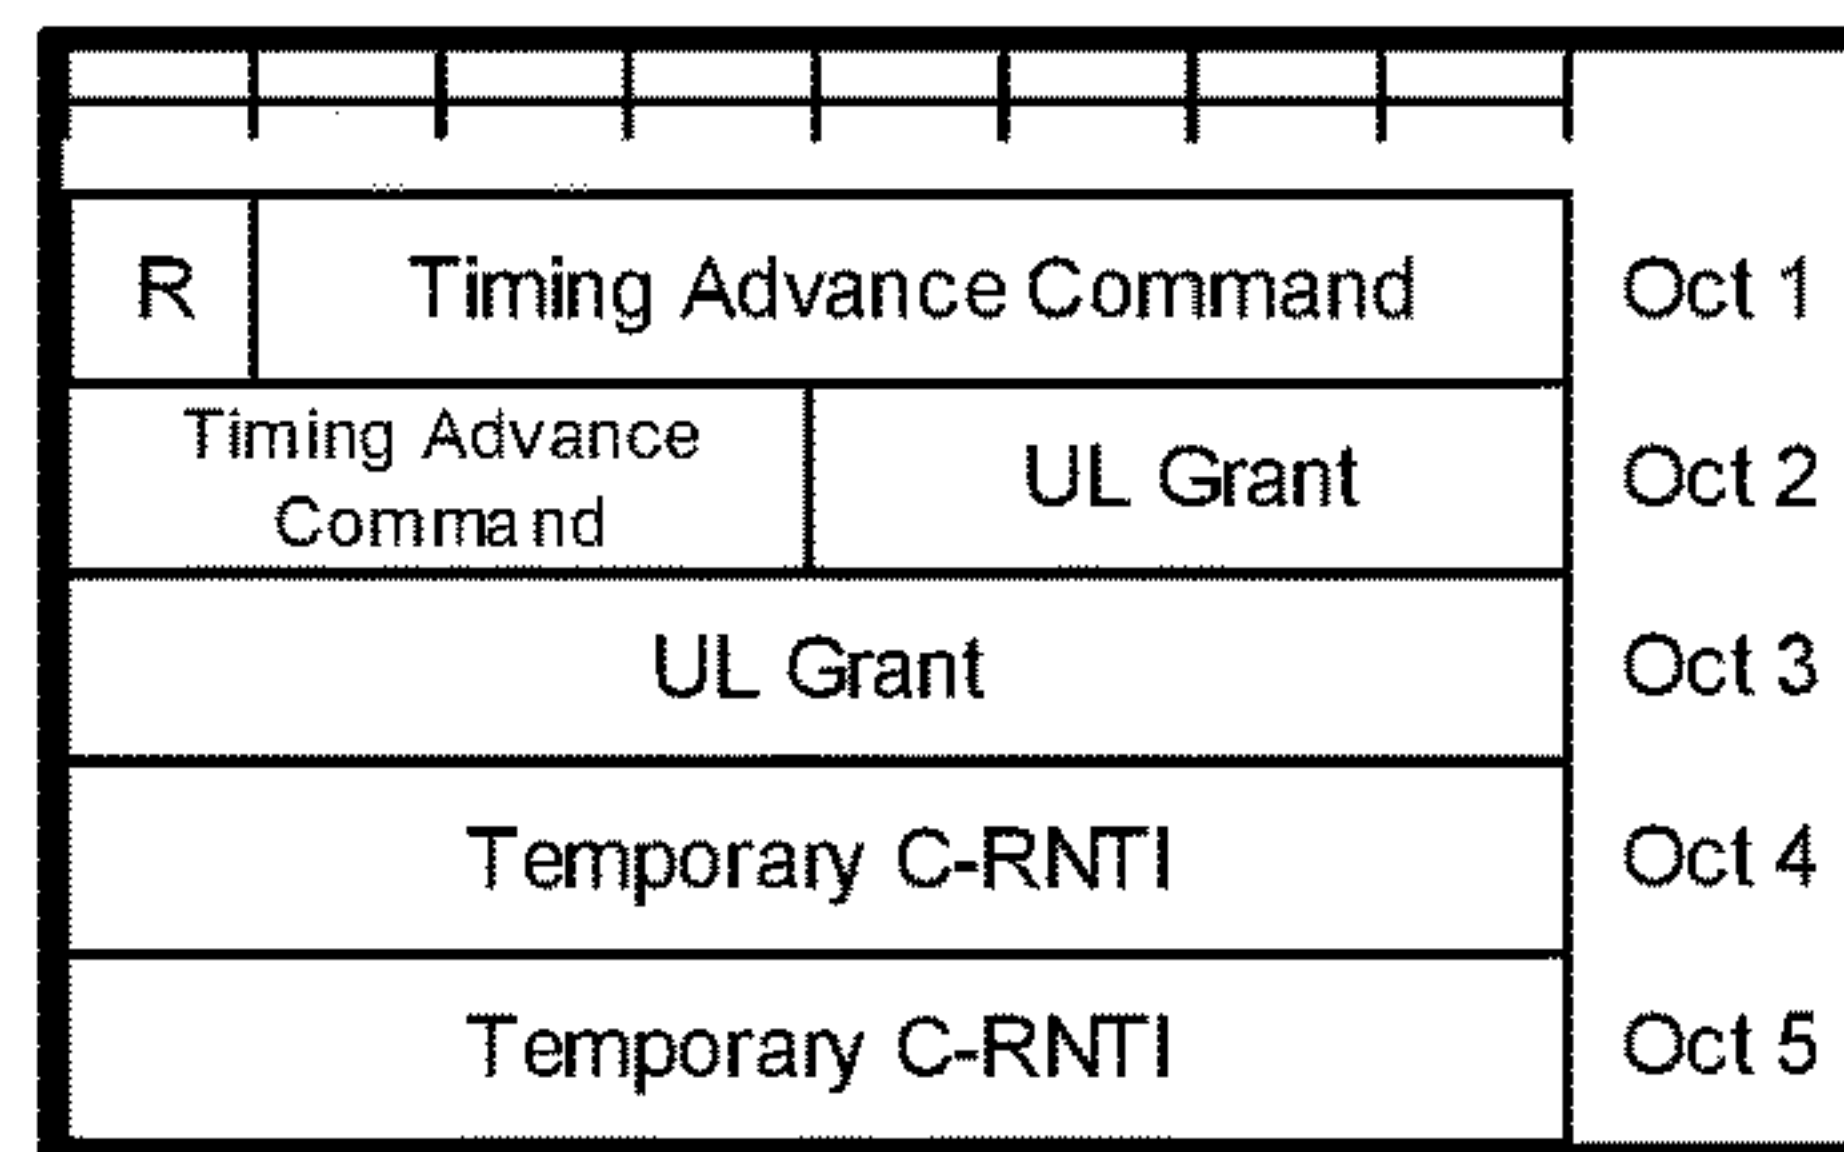 R Timing Advance Command Oct 1
Timing Advance
Command
UL Grant Oct 2
UL Grant Oct 3
Temporary C-RNTI Oct 4
Temporary C-RNTI Oct 5